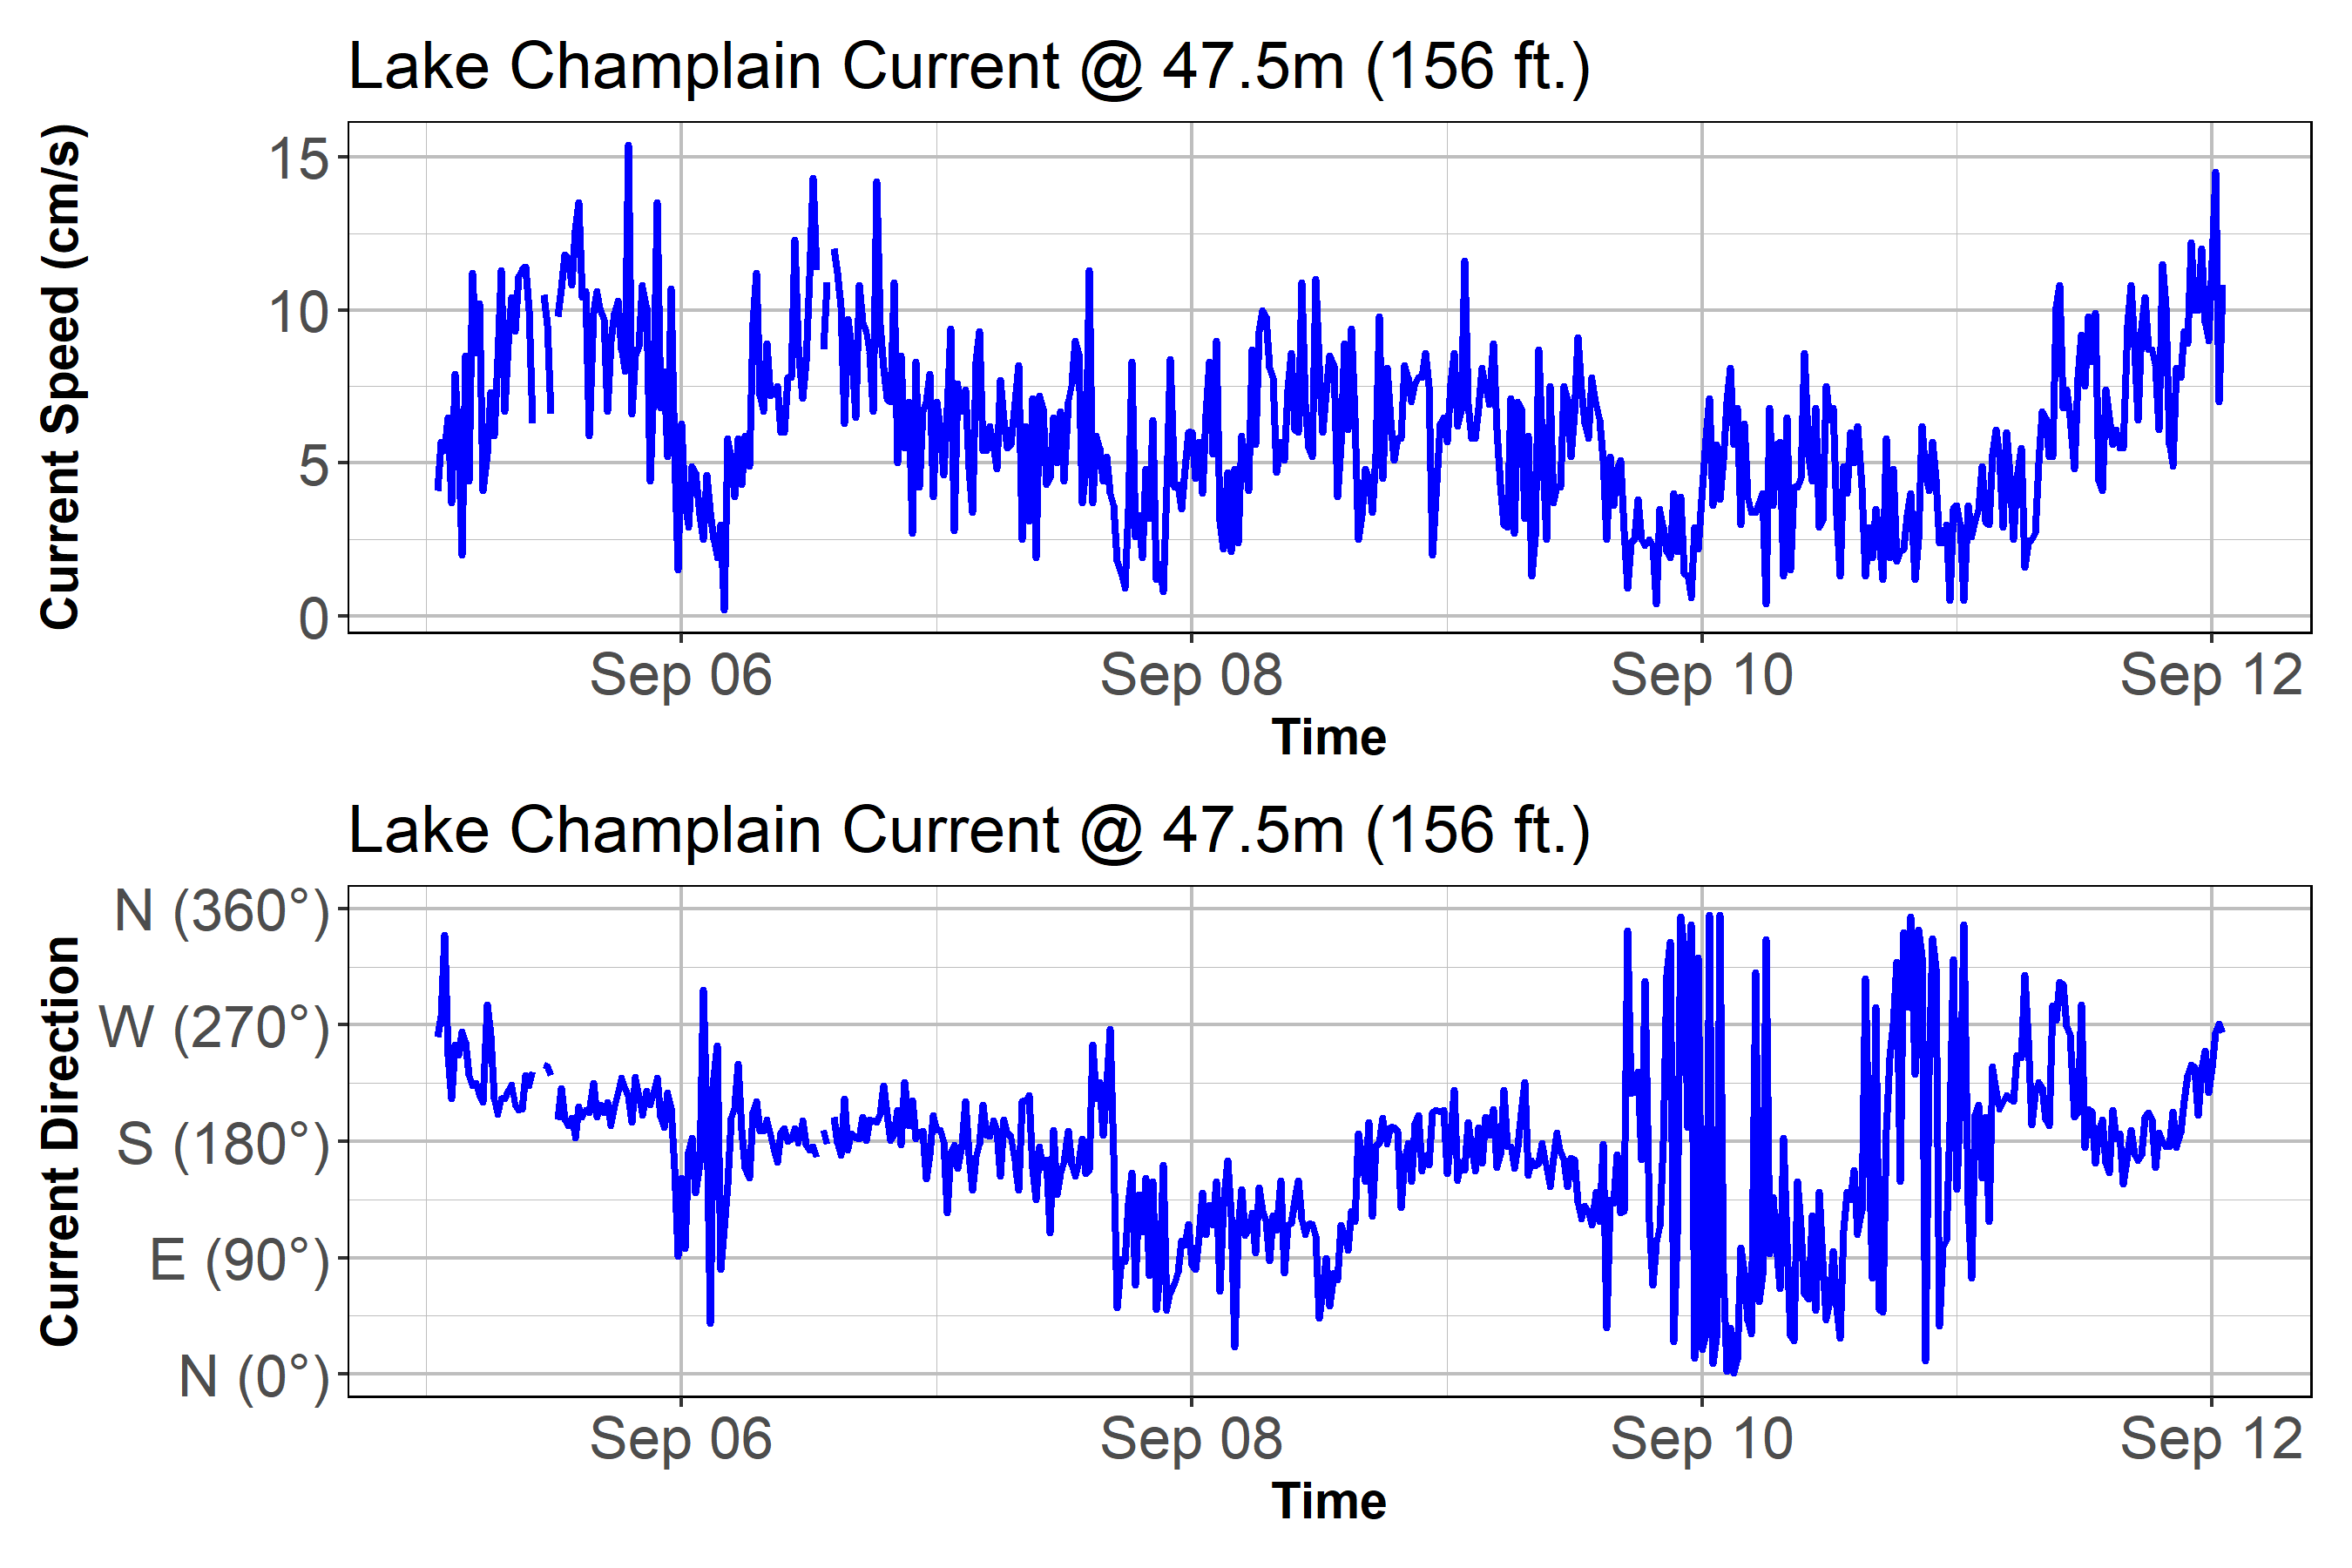 Lake Champlain Current @ 47.5m (156 ft.)
Current Speed (cm/s)
15
10
5
0
Sep 06 Sep 08 Sep 10 Sep 12
Time
Lake Champlain Current @ 47.5m (156 ft.)
Current Direction
N (360°)
W (270°)
S (180°)
E (90°)
N (0°)
Sep 06 Sep 08 Sep 10 Sep 12
Time